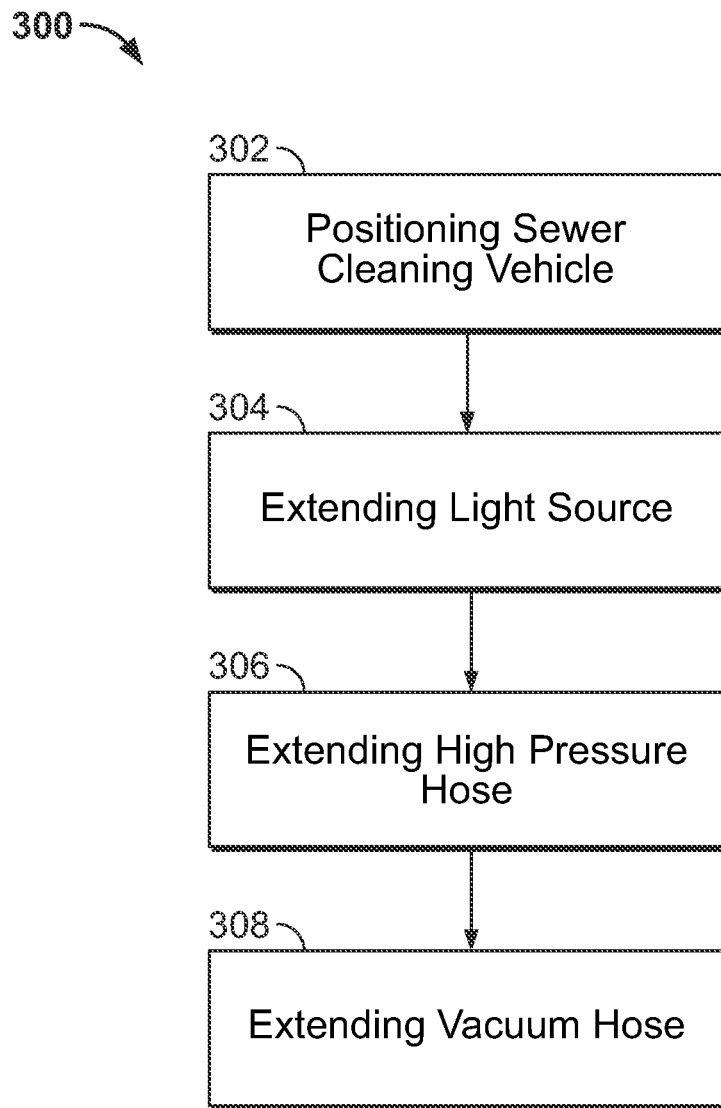 300
302
Positioning Sewer
Cleaning Vehicle
304
Extending Light Source
306
Extending High Pressure
Hose
308
Extending Vacuum Hose